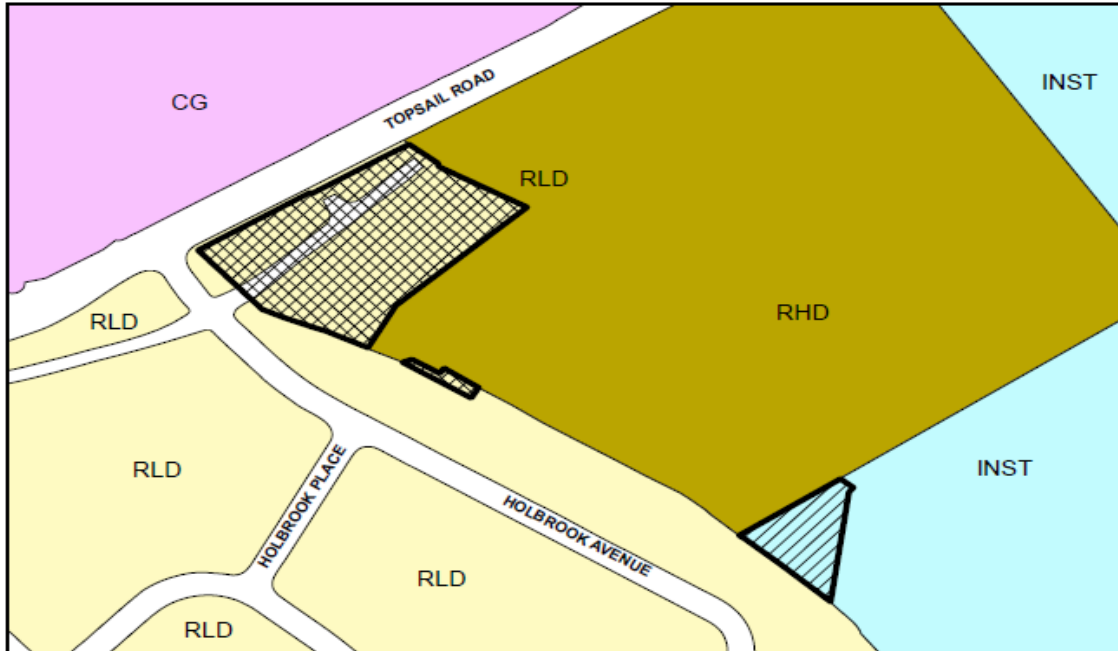 CG
TOPSAIL ROAD
INST
RLD
RLD
RHD
RLD
HOLBROOK PLACE
HOLBROOK AVENUE
INST
RLD
RLD